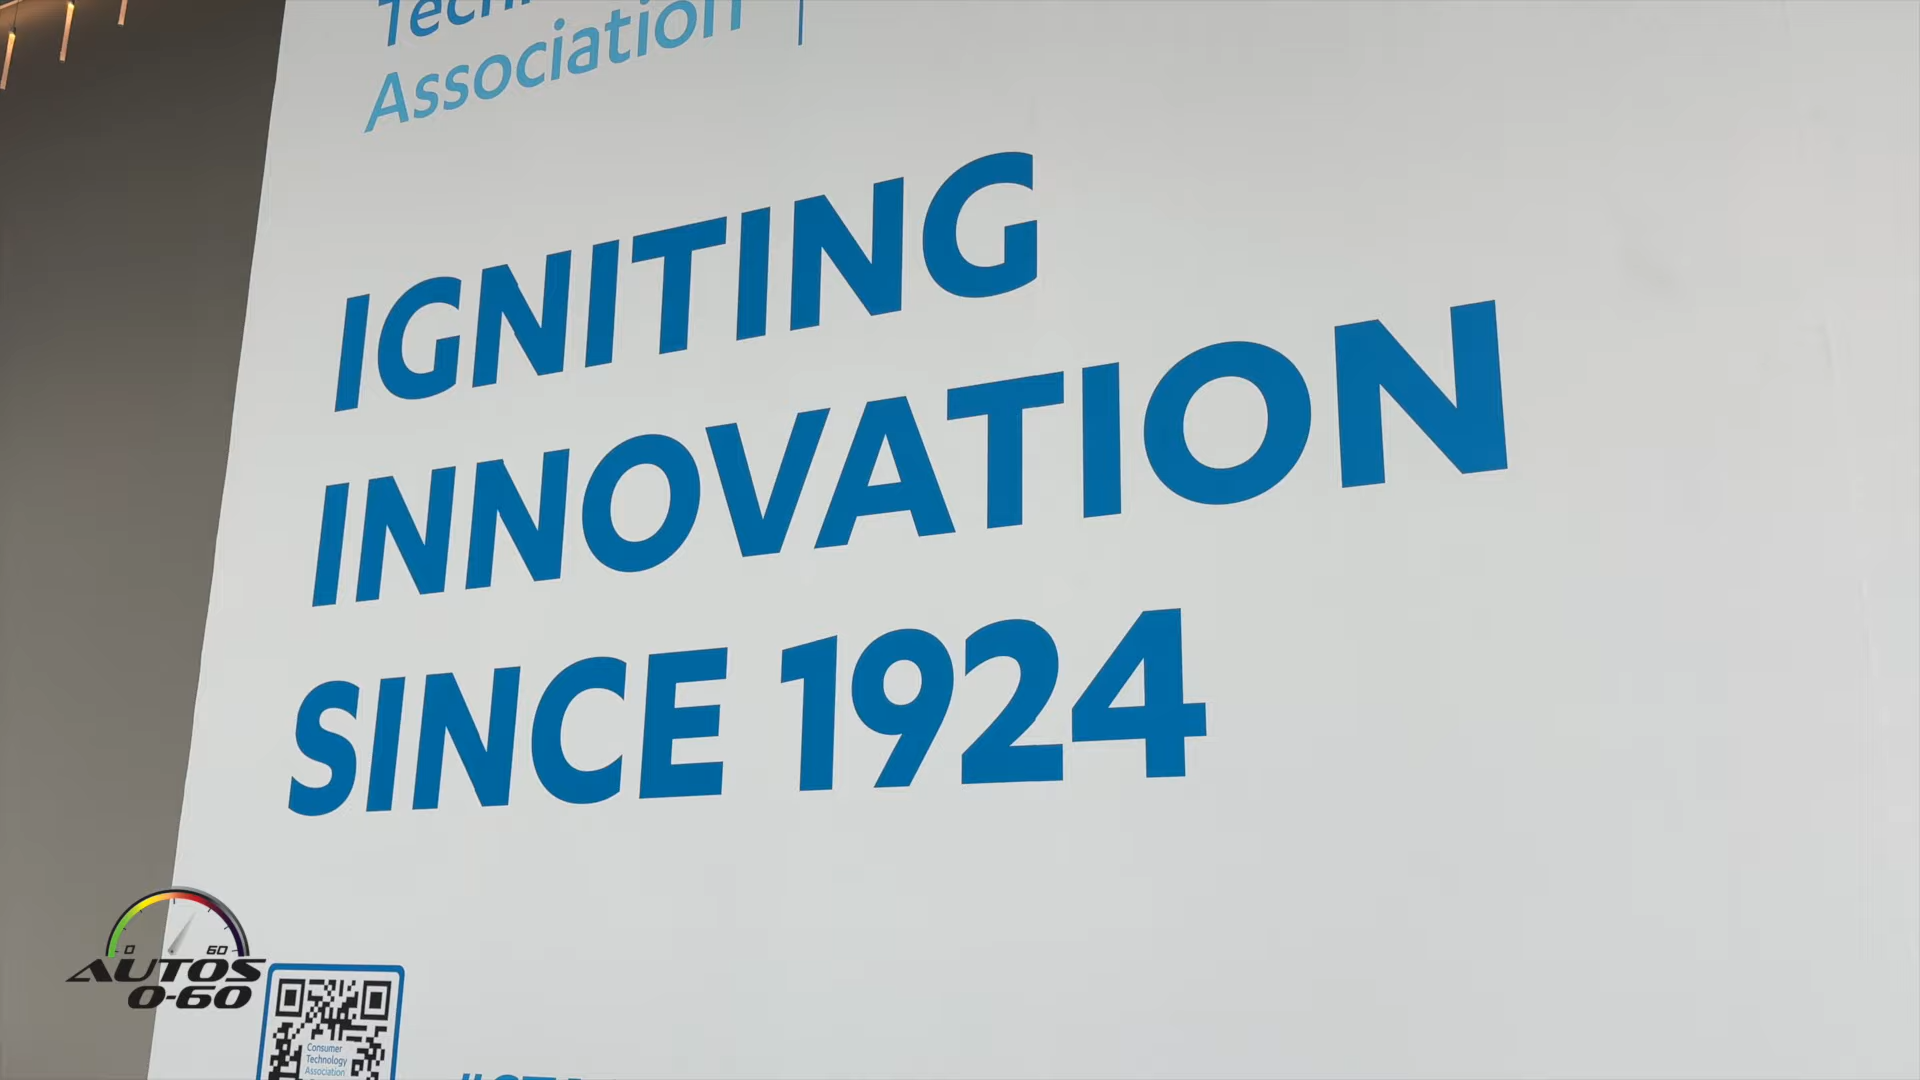 Association
IGNITING
INNOVATION
SINCE 1924
0 60
AUTOS
0-60
Consumer
Technology
Association